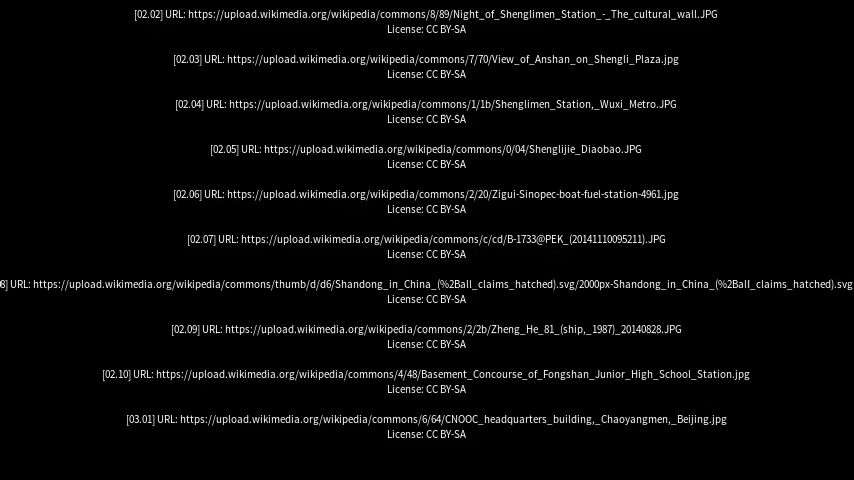 [02.02] URL: https://upload.wikimedia.org/wikipedia/commons/8/89/Night_of_Shenglimen_Station_-_The_cultural_wall.JPG
License: CC BY-SA
[02.03] URL: https://upload.wikimedia.org/wikipedia/commons/7/70/View_of_Anshan_on_Shengli_Plaza.jpg
License: CC BY-SA
[02.04] URL: https://upload.wikimedia.org/wikipedia/commons/1/1b/Shenglimen_Station,_Wuxi_Metro.JPG
License: CC BY-SA
[02.05] URL: https://upload.wikimedia.org/wikipedia/commons/0/04/Shenglijie_Diaobao.JPG
License: CC BY-SA
[02.06] URL: https://upload.wikimedia.org/wikipedia/commons/2/20/Zigui-Sinopec-boat-fuel-station-4961.jpg
License: CC BY-SA
[02.07] URL: https://upload.wikimedia.org/wikipedia/commons/c/cd/B-1733@PEK_(20141110095211).JPG
License: CC BY-SA
8] URL: https://upload.wikimedia.org/wikipedia/commons/thumb/d/d6/Shandong_in_China_(%2Ball_claims_hatched).svg/2000px-Shandong_in_China_(%2Ball_claims_hatched).svg
License: CC BY-SA
[02.09] URL: https://upload.wikimedia.org/wikipedia/commons/2/2b/Zheng_He_81_(ship,_1987)_20140828.JPG
License: CC BY-SA
[02.10] URL: https://upload.wikimedia.org/wikipedia/commons/4/48/Basement_Concourse_of_Fongshan_Junior_High_School_Station.jpg
License: CC BY-SA
[03.01] URL: https://upload.wikimedia.org/wikipedia/commons/6/64/CNOOC_headquarters_building,_Chaoyangmen,_Beijing.jpg
License: CC BY-SA